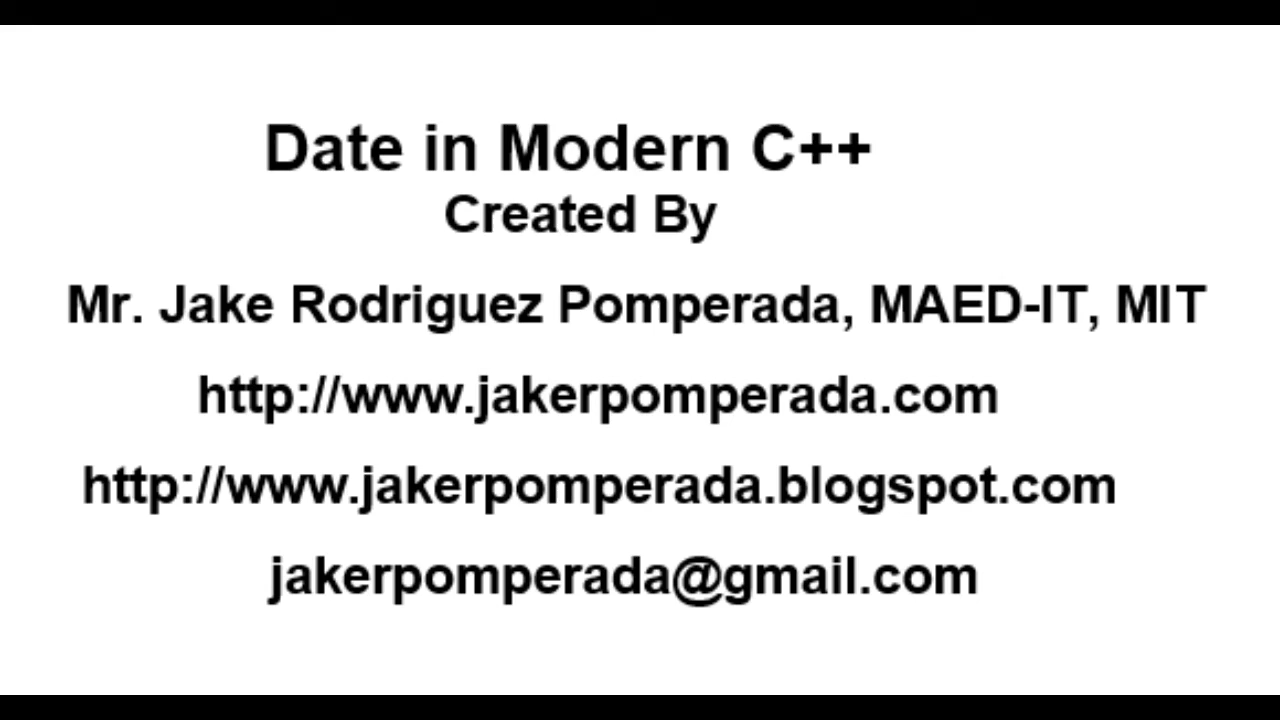 Date in Modern C++
Created By
Mr. Jake Rodriguez Pomperada, MAED-IT, MIT
http://www.jakerpomperada.com
http://www.jakerpomperada.blogspot.com
jakerpomperada@gmail.com